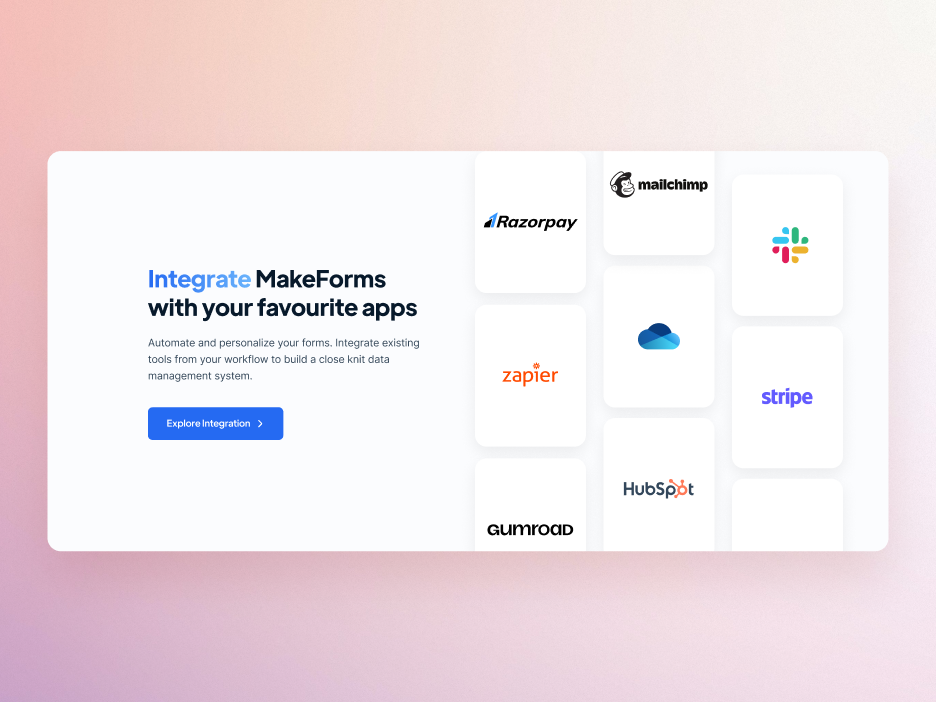 Integrate MakeForms
with your favourite apps
Automate and personalize your forms. Integrate existing
tools from your workflow to build a close knit data
management system.
Explore Integration
Razorpay
zapier
GUMROAD
mailchimp
HubSpot
stripe